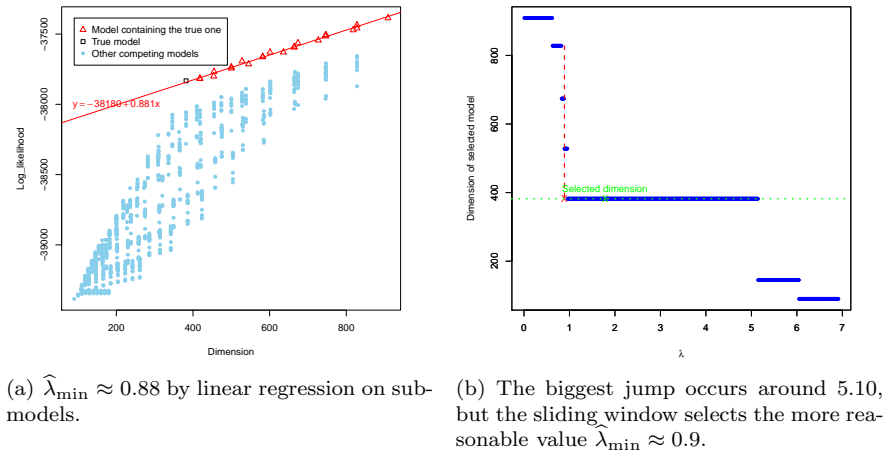 Model containing the true one
True model
Other competing models
y = −38180 + 0.881x
Log_likelihood
−37500
−38000
−38500
−39000
200
400
600
800
Dimension
Selected dimension
Dimension of selected model
800
600
400
200
0
1
2
3
4
5
6
7
λ
(a) λ̂min ≈ 0.88 by linear regression on sub-
models.
(b) The biggest jump occurs around 5.10,
but the sliding window selects the more rea-
sonable value λ̂min ≈ 0.9.